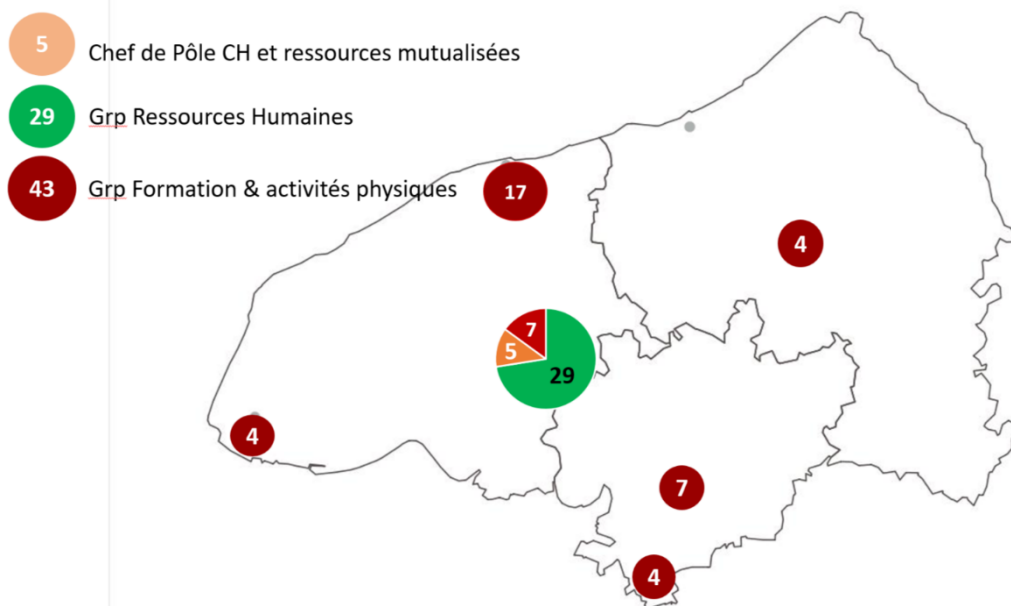 5 Chef de Pôle CH et ressources mutualisées
29 Grp Ressources Humaines
43 Grp Formation & activités physiques
17
4
7
5
29
4
7
4